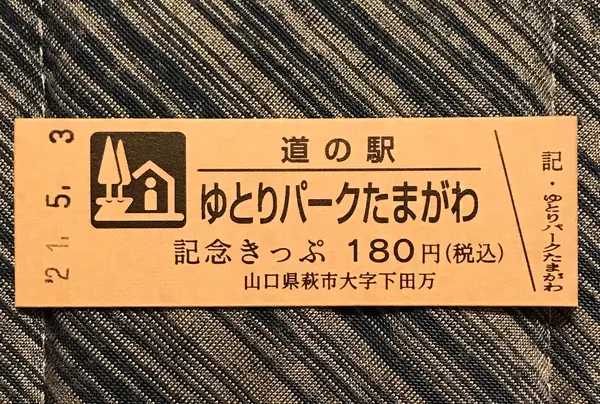 21.5.3
道の駅
ゆとりパークたまがわ
記念きっぷ 180円(税込)
山口県萩市大字下田万
記・ゆとりパークたまがわ